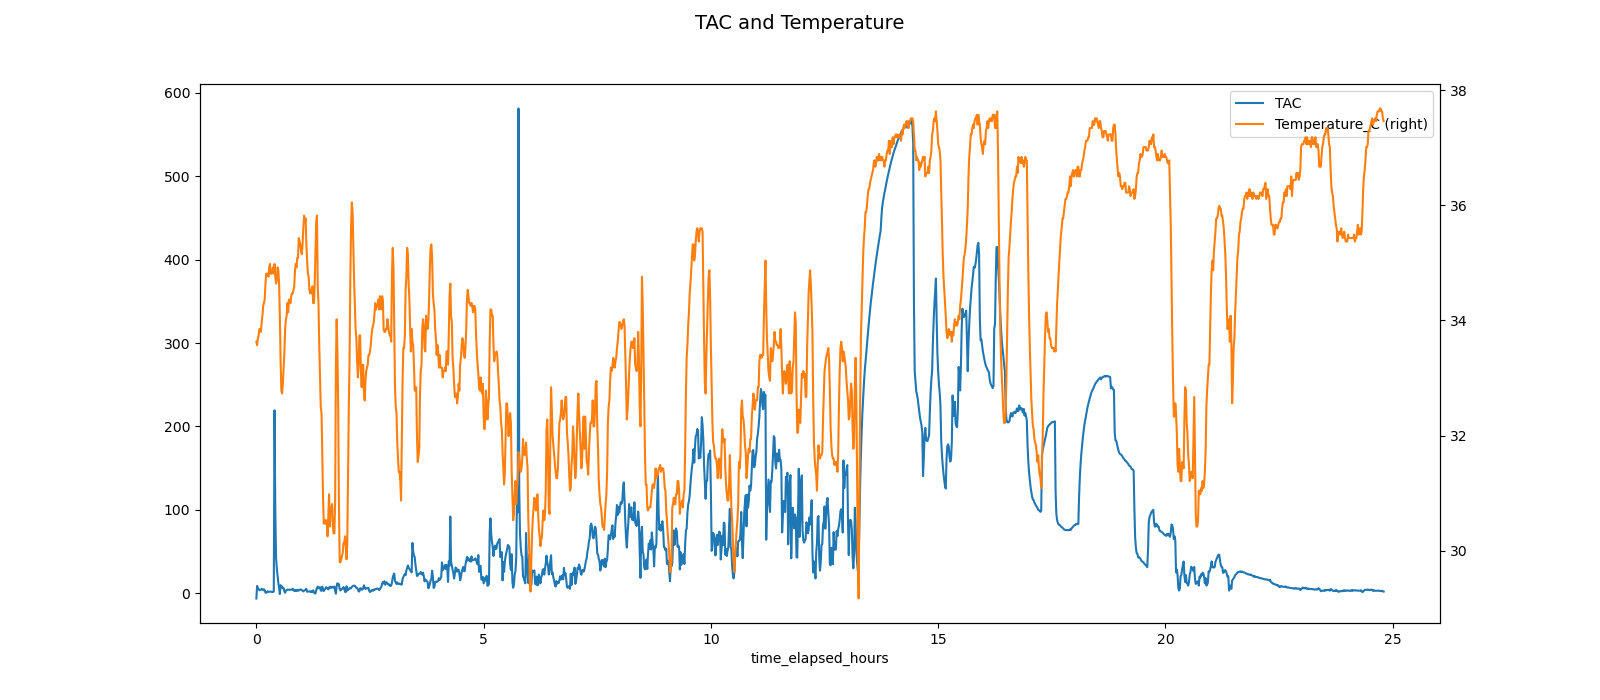 TAC and Temperature
600
500
400
300
200
100
0
38
36
34
32
30
TAC
Temperature_C (right)
0 5 10 15 20 25
time_elapsed_hours